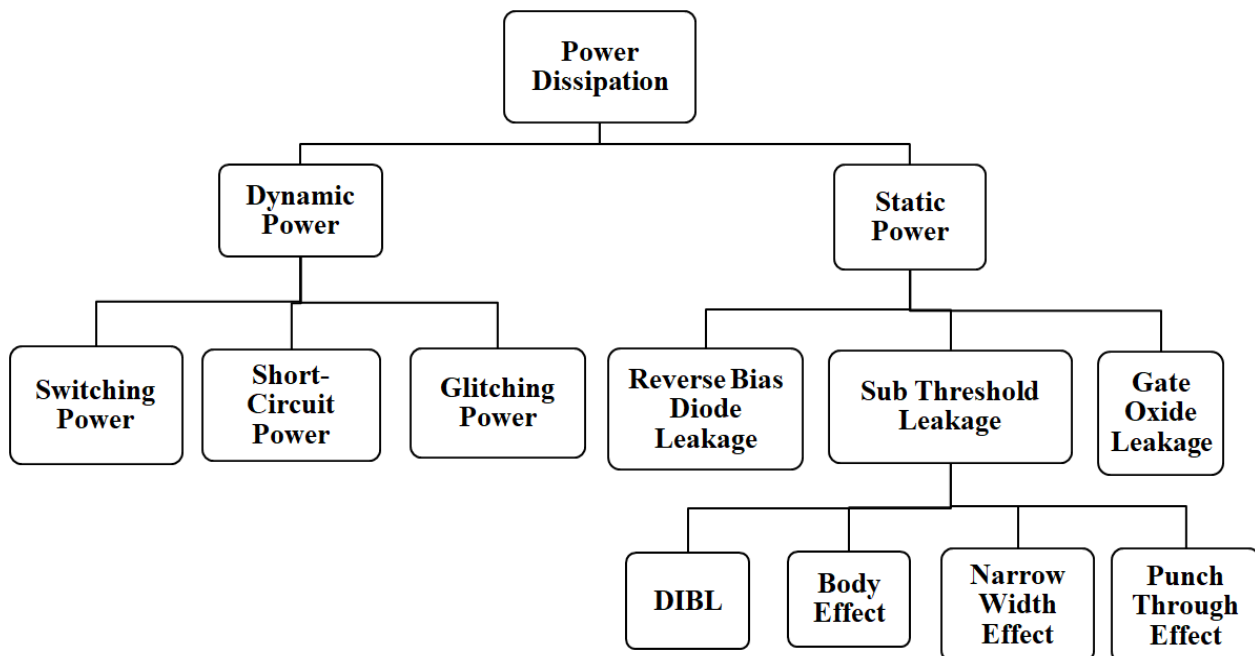 Power
Dissipation
Dynamic
Power
Static
Power
Switching
Power
Short-
Circuit
Power
Glitching
Power
Reverse Bias
Diode
Leakage
Sub Threshold
Leakage
Gate
Oxide
Leakage
DIBL
Body
Effect
Narrow
Width
Effect
Punch
Through
Effect